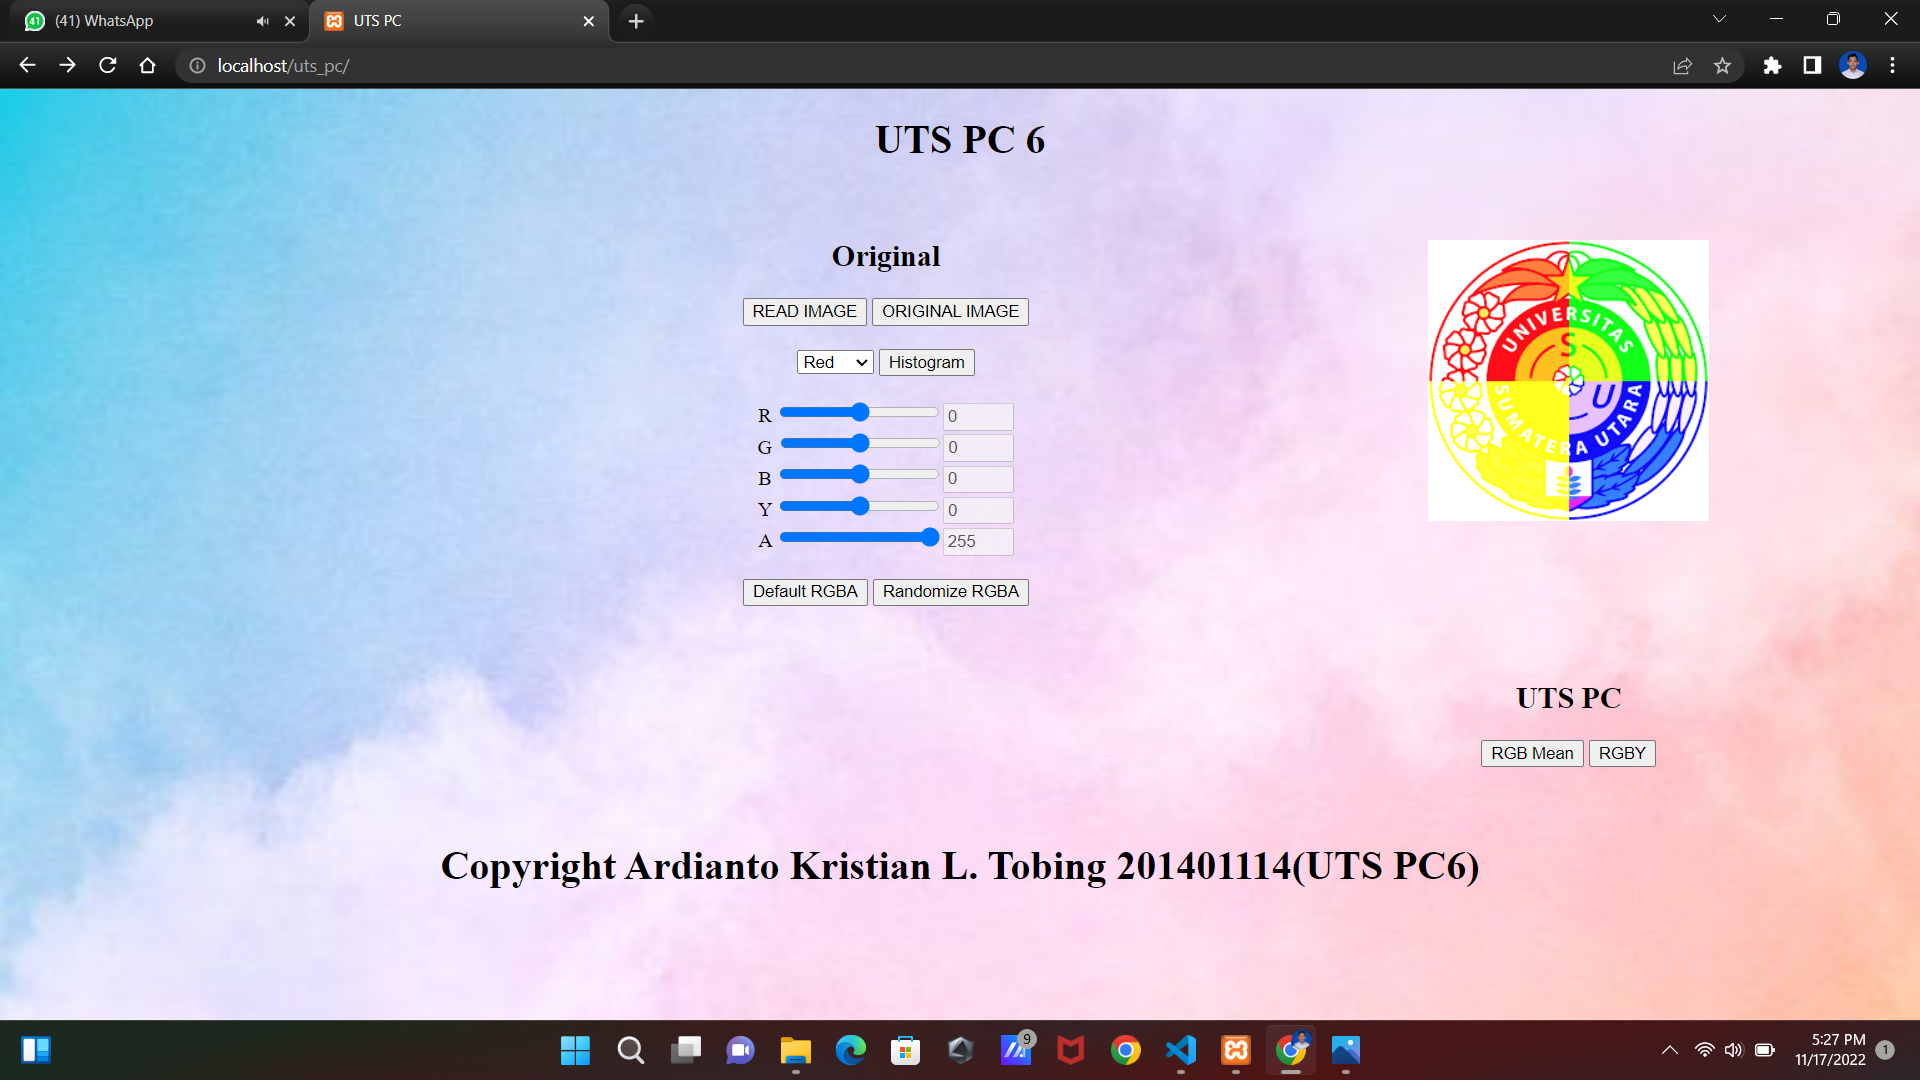 41
(41) WhatsApp
UTS PC
localhost/uts_pc/
UTS PC 6
Original
READ IMAGE ORIGINAL IMAGE
Red Histogram
R 0
G 0
B 0
Y 0
A 255
Default RGBA Randomize RGBA
UNIVERSITAS
S
U
SUMATERA UTARA
UTS PC
RGB Mean RGBY
Copyright Ardianto Kristian L. Tobing 201401114(UTS PC6)
9
5:27 PM
11/17/2022
1